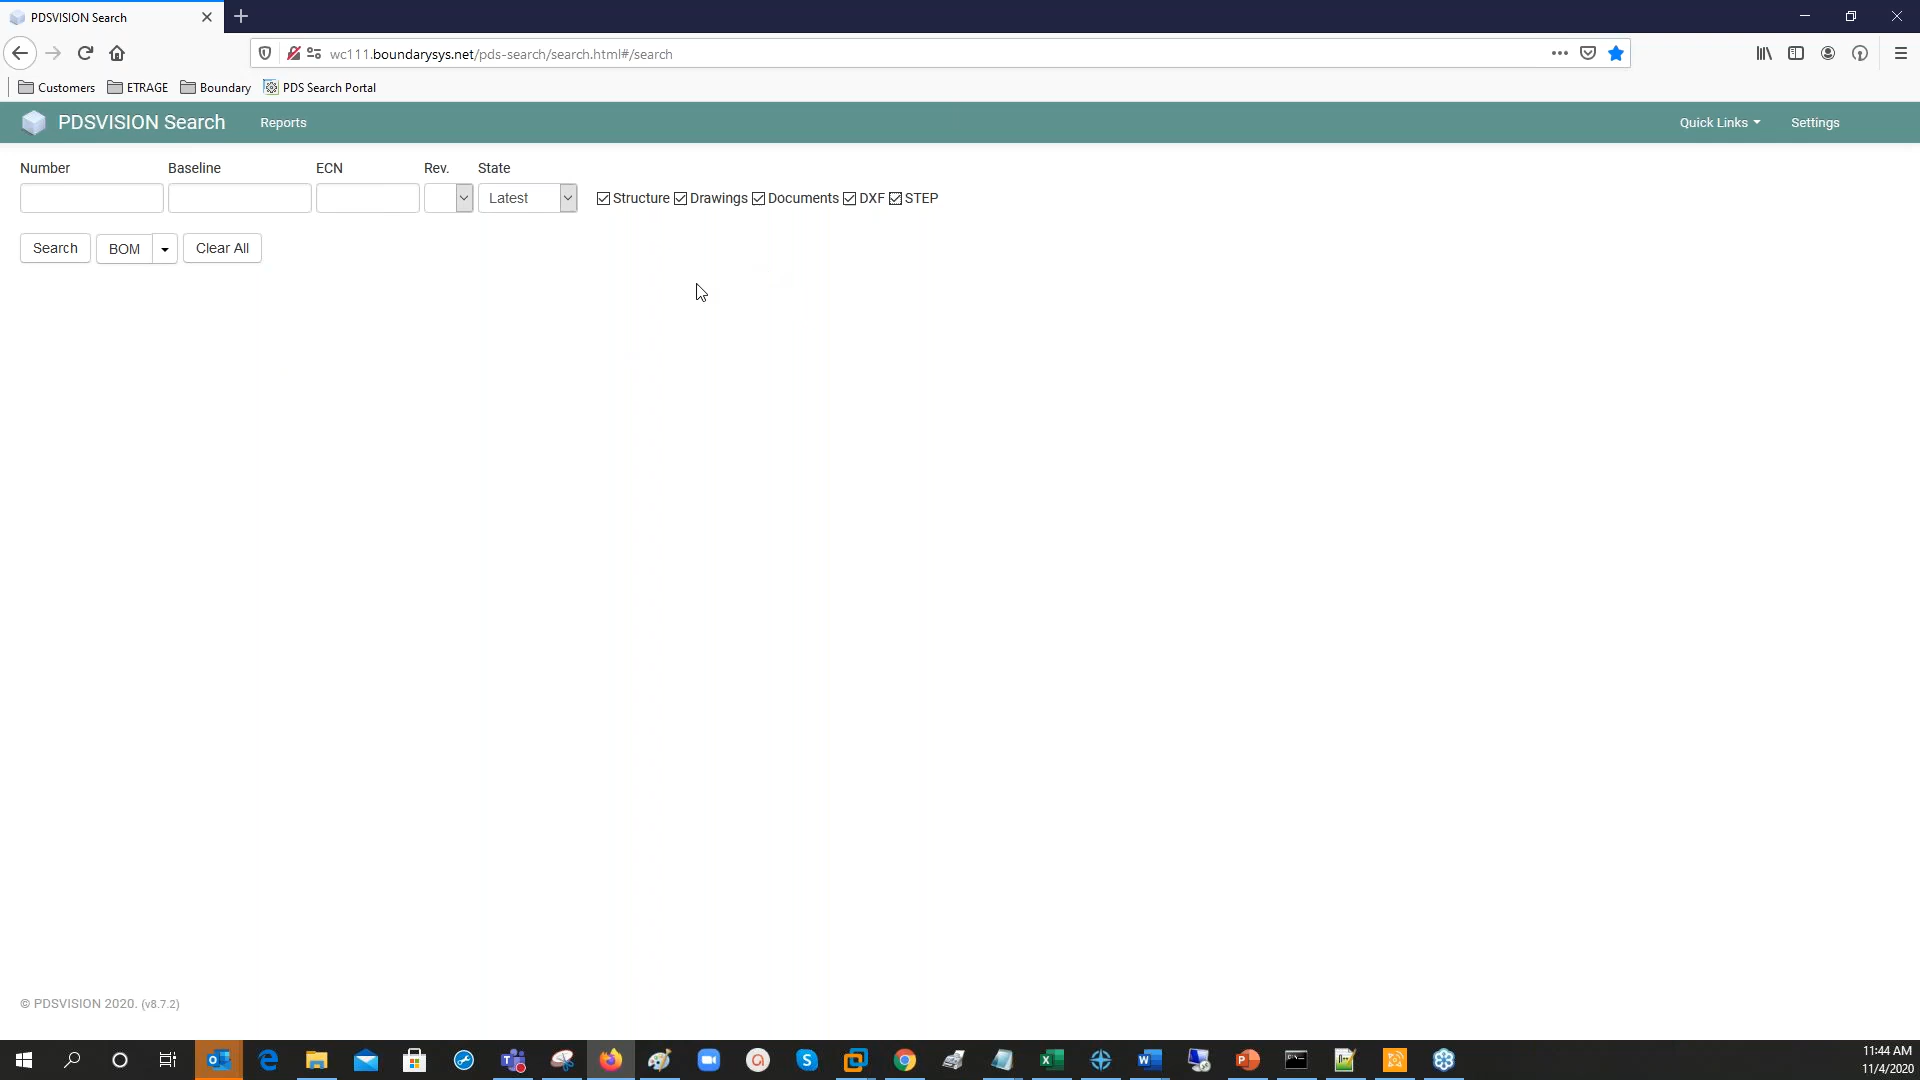 PDSVISION Search
wc111.boundarysys.net/pds-search/search.html#/search
Customers ETRAGE Boundary PDS Search Portal
PDSVISION Search Reports Quick Links Settings
Number Baseline ECN Rev. State
Latest Structure Drawings Documents DXF STEP
Search BOM Clear All
© PDSVISION 2020. (v8.7.2)
11:44 AM
11/4/2020